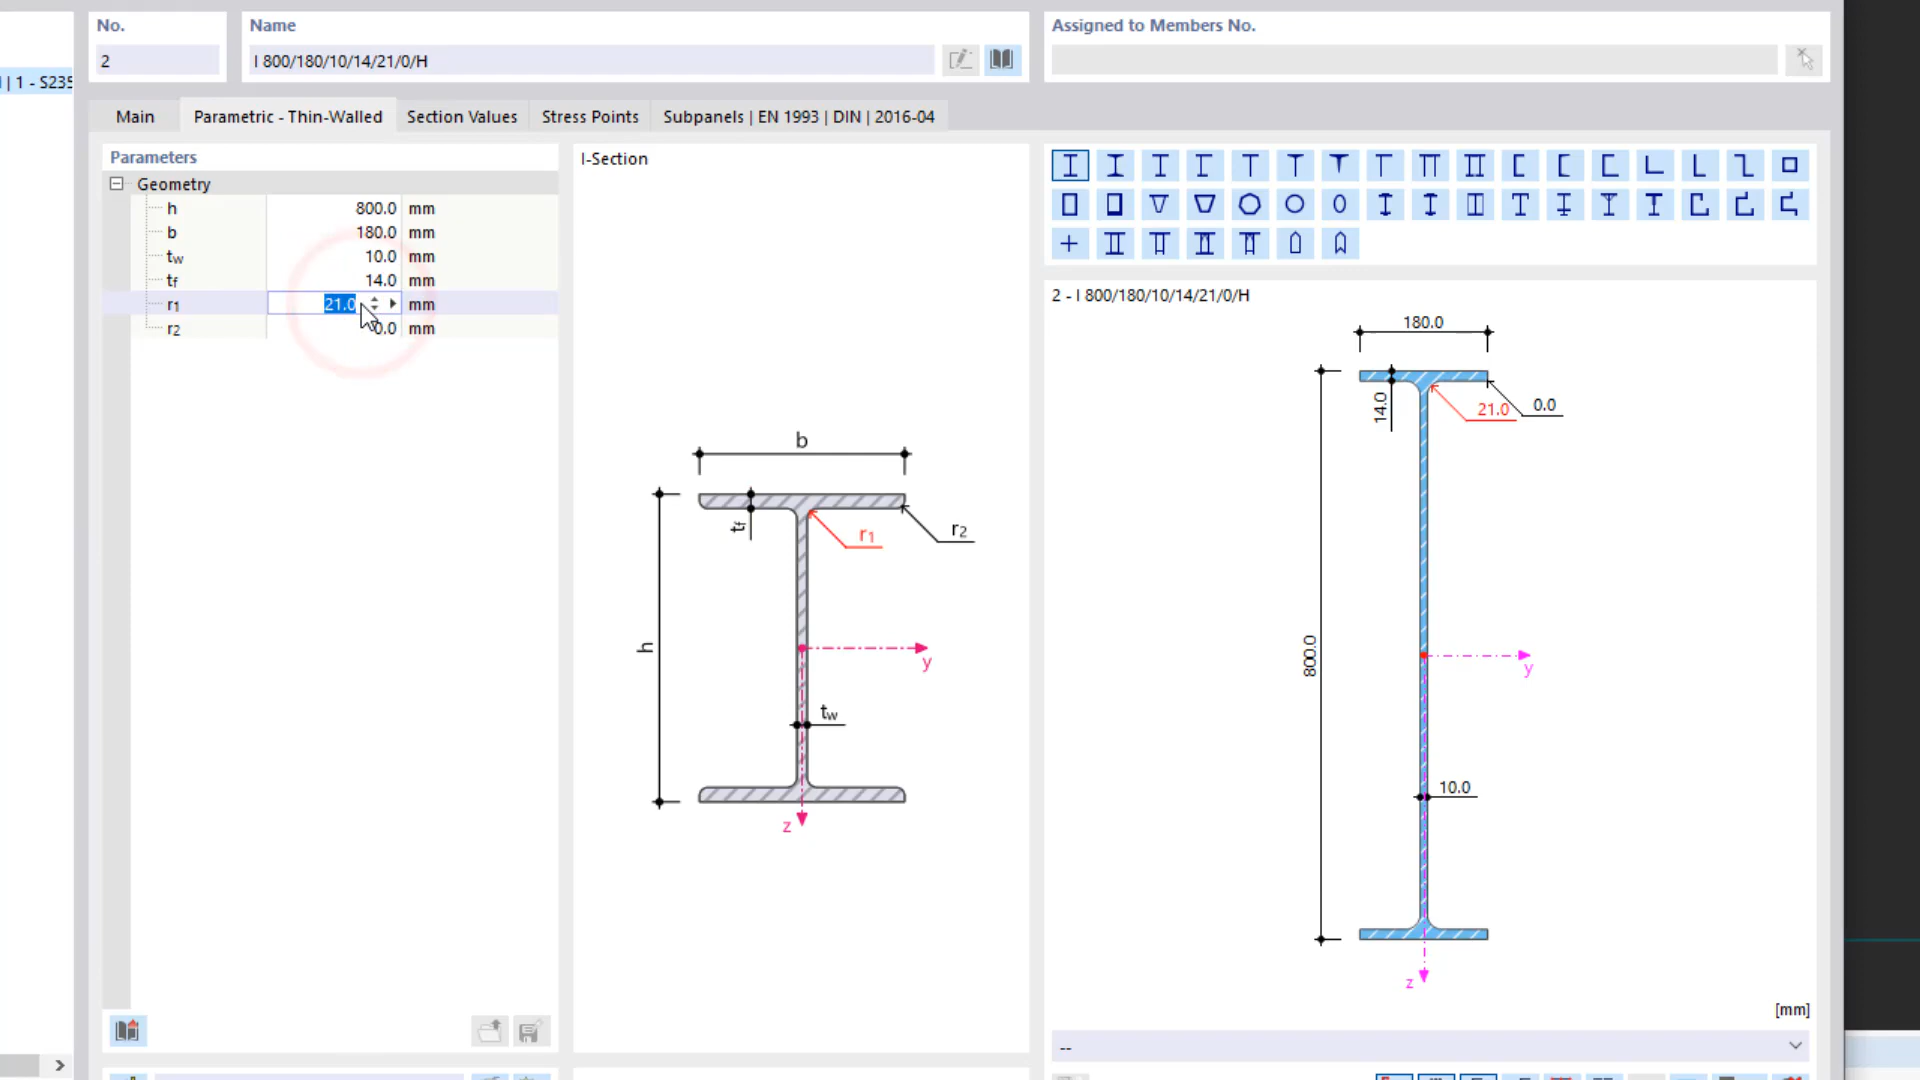 No.
Name
Assigned to Members No.
2
I 800/180/10/14/21/0/H
| 1 - S235
Main
Parametric - Thin-Walled
Section Values
Stress Points
Subpanels | EN 1993 | DIN | 2016-04
Parameters
Geometry
h 800.0 mm
b 180.0 mm
tw 10.0 mm
tf 14.0 mm
r1 21.0 mm
r2 0.0 mm
I-Section
b
tf
r1
r2
h
y
tw
z
2 - I 800/180/10/14/21/0/H
180.0
14.0
21.0
0.0
800.0
y
10.0
z
[mm]
--